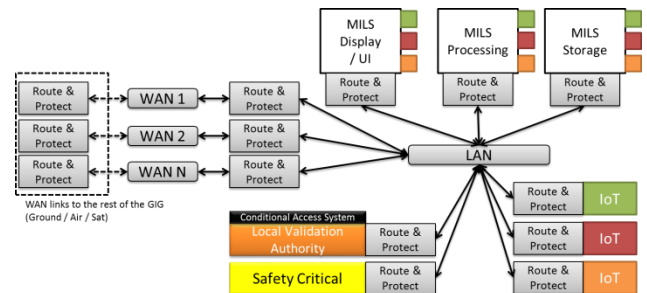 MILS
Display
/ UI
MILS
Processing
MILS
Storage
Route &
Protect
Route &
Protect
Route &
Protect
Route &
Protect
WAN 1
Route &
Protect
Route &
Protect
WAN 2
Route &
Protect
Route &
Protect
WAN N
Route &
Protect
LAN
WAN links to the rest of the GIG
(Ground / Air / Sat)
Route &
Protect
IoT
Conditional Access System
Local Validation
Authority
Route &
Protect
Route &
Protect
IoT
Safety Critical
Route &
Protect
Route &
Protect
IoT